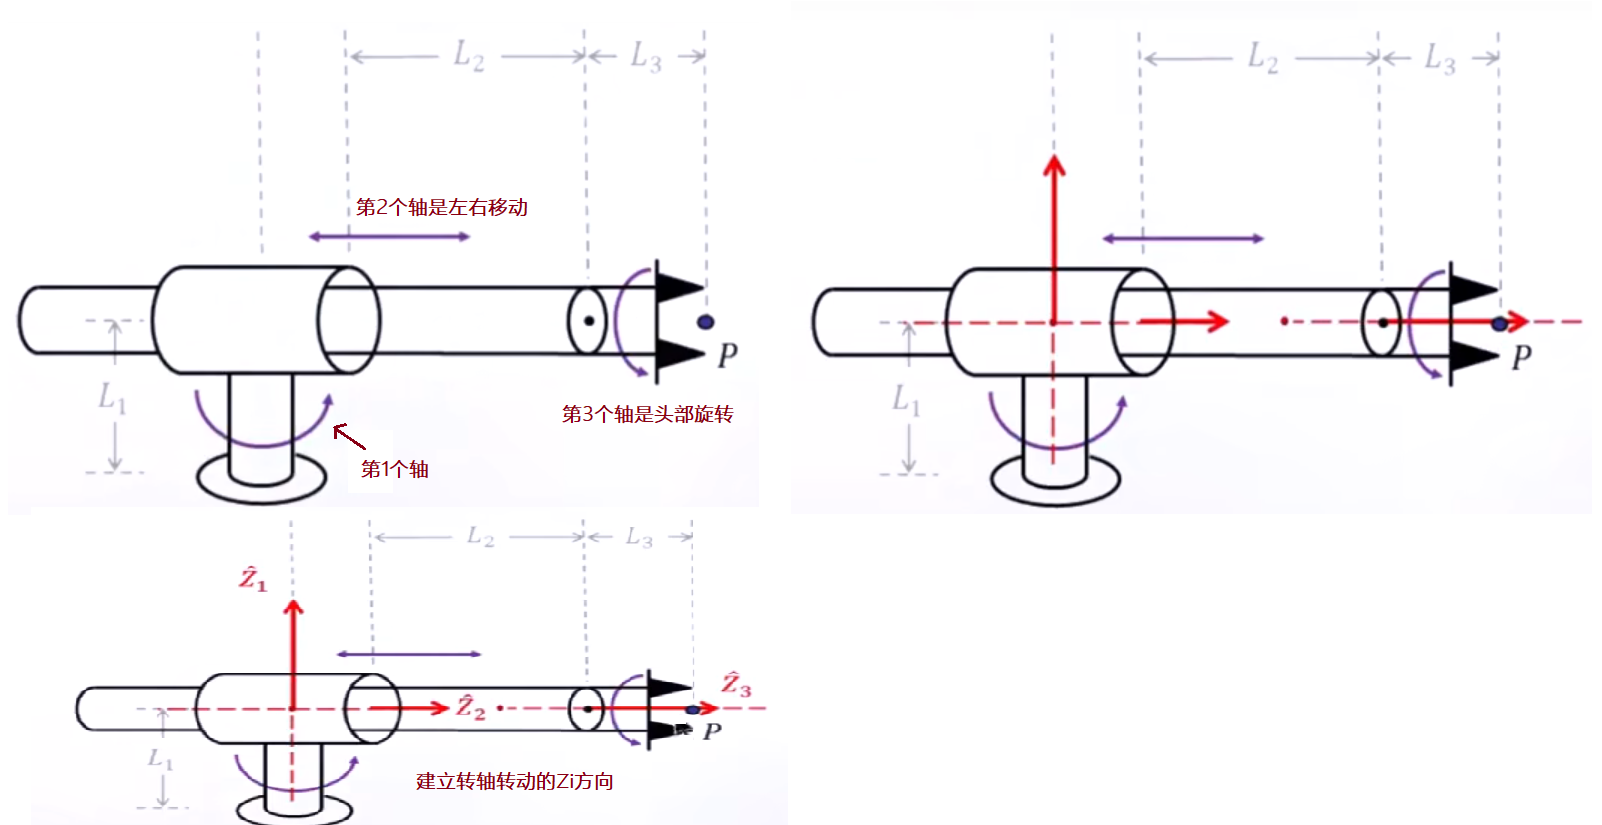 L₂
L₃
第2个轴是左右移动
L₁
P
第3个轴是头部旋转
第1个轴
L₂
L₃
L₁
P
L₂
L₃
Ẑ₁
Ẑ₂
Ẑ₃
L₁
P
建立转轴转动的Zi方向